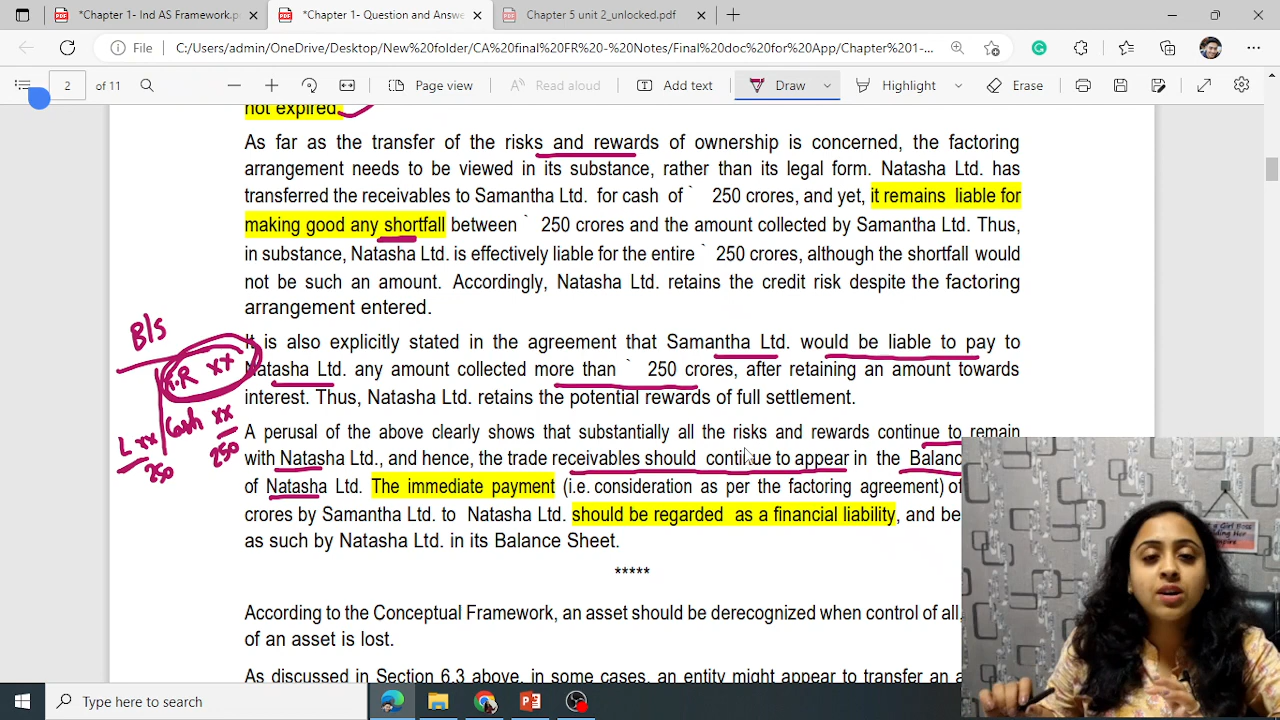 *Chapter 1- Ind AS Framework.p
*Chapter 1- Question and Answe
Chapter 5 unit 2_unlocked.pdf
File
C:/Users/admin/OneDrive/Desktop/New%20folder/CA%20final%20FR%20-%20Notes/Final%20doc%20for%20App/Chapter%201-...
2
of 11
Page view
Read aloud
Add text
Draw
Highlight
Erase
not expired.
As far as the transfer of the risks and rewards of ownership is concerned, the factoring
arrangement needs to be viewed in its substance, rather than its legal form. Natasha Ltd. has
transferred the receivables to Samantha Ltd. for cash of ` 250 crores, and yet, it remains liable for
making good any shortfall between ` 250 crores and the amount collected by Samantha Ltd. Thus,
in substance, Natasha Ltd. is effectively liable for the entire ` 250 crores, although the shortfall would
not be such an amount. Accordingly, Natasha Ltd. retains the credit risk despite the factoring
arrangement entered.
B/s
It is also explicitly stated in the agreement that Samantha Ltd. would be liable to pay to
Natasha Ltd. any amount collected more than ` 250 crores, after retaining an amount towards
interest. Thus, Natasha Ltd. retains the potential rewards of full settlement.
T.R xx
Cash xx
250
L xx
250
A perusal of the above clearly shows that substantially all the risks and rewards continue to remain
with Natasha Ltd., and hence, the trade receivables should continue to appear in the Balanc
of Natasha Ltd. The immediate payment (i.e. consideration as per the factoring agreement) of
crores by Samantha Ltd. to Natasha Ltd. should be regarded as a financial liability, and be
as such by Natasha Ltd. in its Balance Sheet.
*****
According to the Conceptual Framework, an asset should be derecognized when control of all,
of an asset is lost.
As discussed in Section 6.3 above, in some cases, an entity might appear to transfer an a
Type here to search